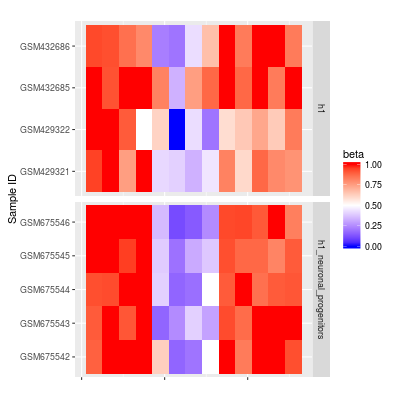 Sample ID
GSM432686
GSM432685
GSM429322
GSM429321
h1
GSM675546
GSM675545
GSM675544
GSM675543
GSM675542
h1_neuronal_progenitors
beta
1.00
0.75
0.50
0.25
0.00